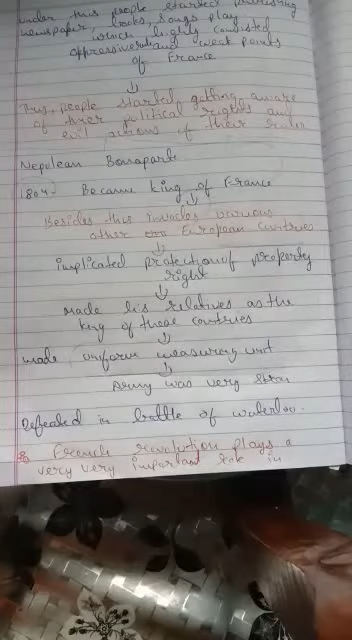 under this people started publishing
newspaper, books, songs play
which highly consisted
oppressive and weak points
of France
Thus, people started getting aware
of their political rights and
evil actions of their ruler
Nepolean Bonaparte
1804- Became king of France
Besides this invades various
other European countries
implicated protection of property
right
made his relatives as the
king of those countries
made uniform measuring unit
Army was very
Defeated in battle of waterloo.
French revolution plays a
very very important role in